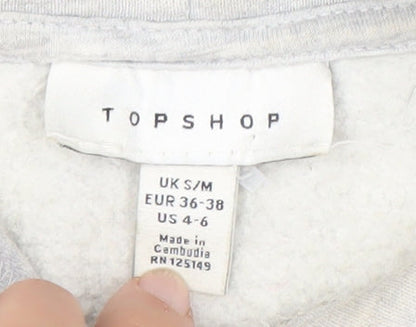 TOPSHOP
UK S/M
EUR 36-38
US 4-6
Made in
Cambodia
RN 125149